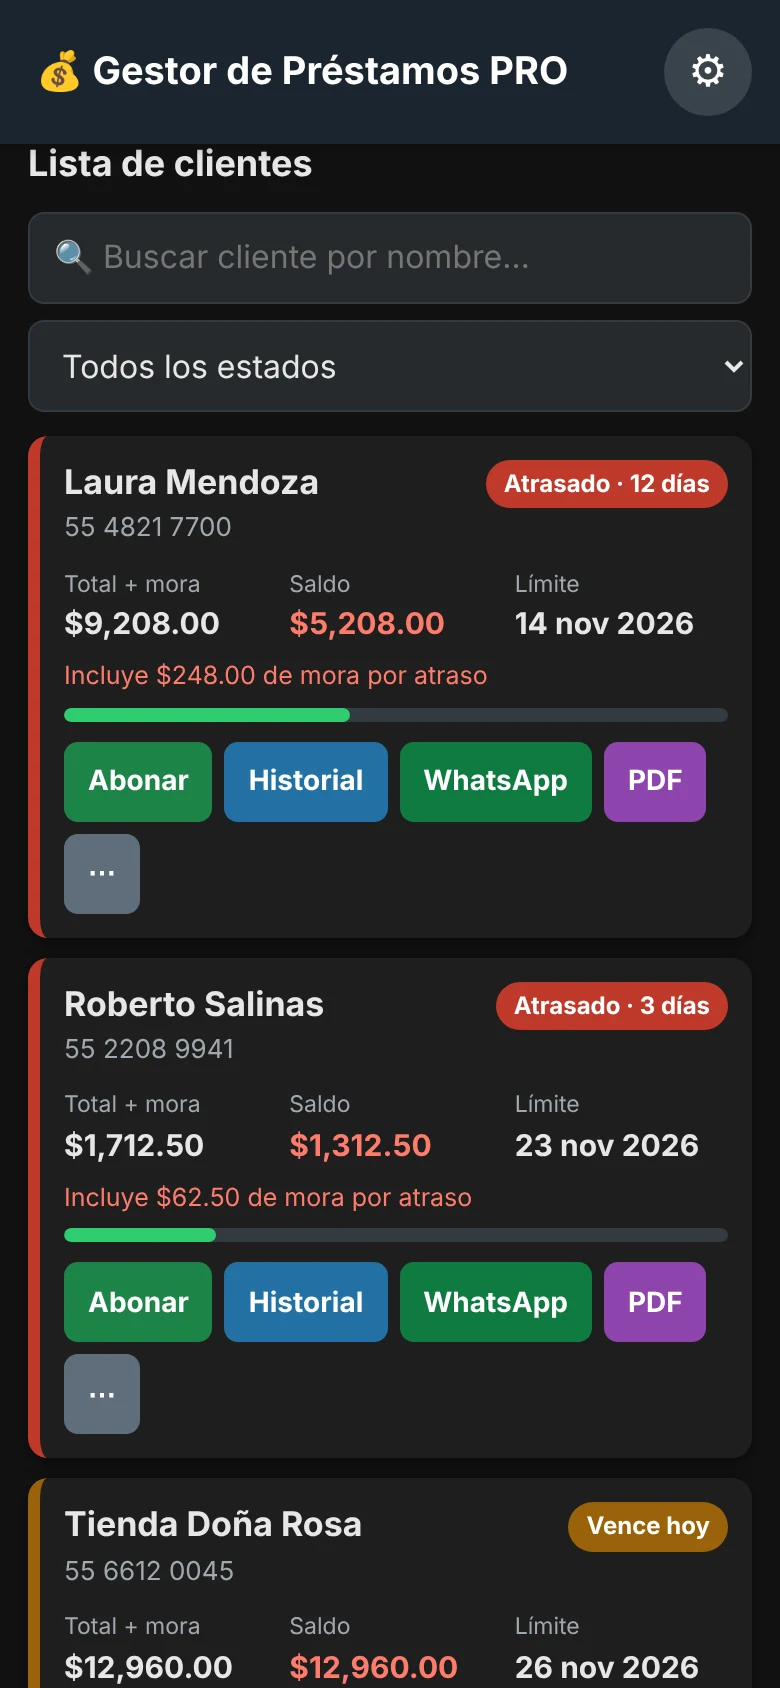 💰 Gestor de Préstamos PRO ⚙
Lista de clientes
🔍 Buscar cliente por nombre...
Todos los estados
Laura Mendoza
Atrasado · 12 días
55 4821 7700
Total + mora Saldo Límite
$9,208.00 $5,208.00 14 nov 2026
Incluye $248.00 de mora por atraso
Abonar Historial WhatsApp PDF
...
Roberto Salinas
Atrasado · 3 días
55 2208 9941
Total + mora Saldo Límite
$1,712.50 $1,312.50 23 nov 2026
Incluye $62.50 de mora por atraso
Abonar Historial WhatsApp PDF
...
Tienda Doña Rosa
Vence hoy
55 6612 0045
Total + mora Saldo Límite
$12,960.00 $12,960.00 26 nov 2026